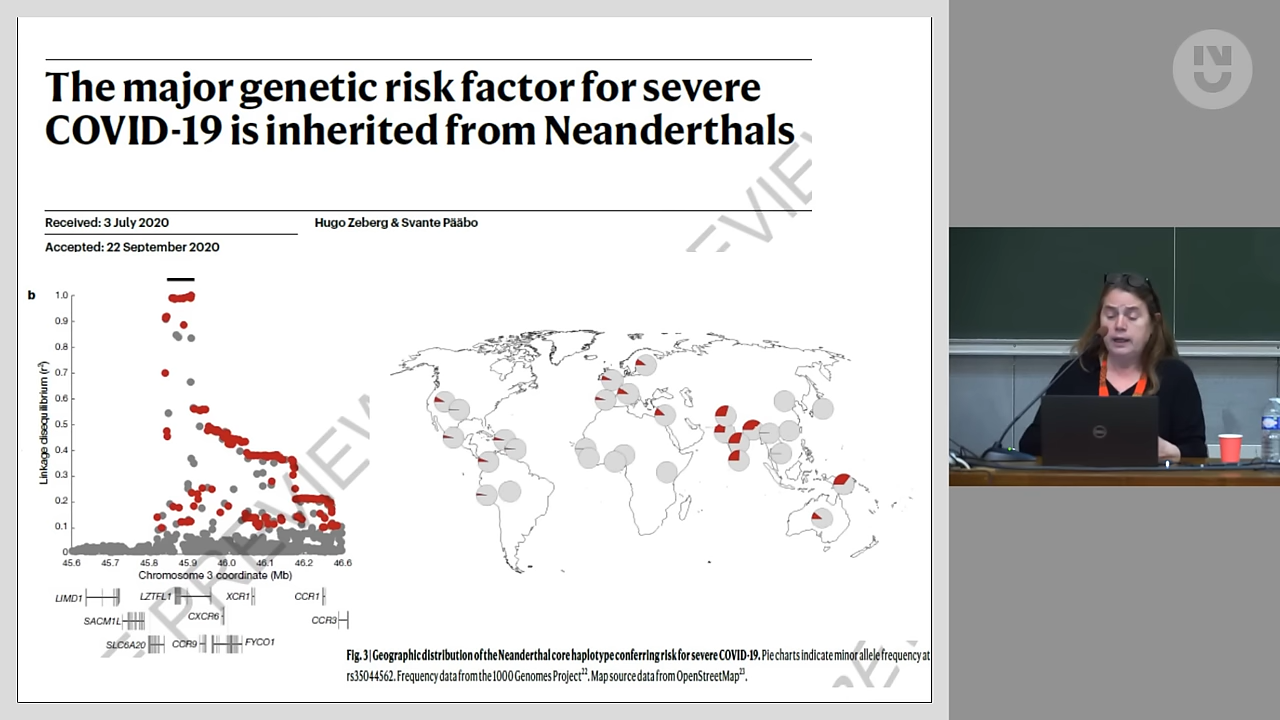 The major genetic risk factor for severe
COVID-19 is inherited from Neanderthals
Received: 3 July 2020
Hugo Zeberg & Svante Pääbo
Accepted: 22 September 2020
EVIEW
b
1.0
0.9
0.8
0.7
0.6
0.5
0.4
0.3
0.2
0.1
0
Linkage disequilibrium (r²)
45.6 45.7 45.8 45.9 46.0 46.1 46.2 46.3 46.6
Chromosome 3 coordinate (Mb)
LIMD1 LZTFL1 XCR1 CCR1
SACM1L CXCR6 CCR3
SLC6A20 CCR9 FYCO1
PREVIEW
Fig. 3 | Geographic distribution of the Neanderthal core haplotype conferring risk for severe COVID-19. Pie charts indicate minor allele frequency at
rs35044562. Frequency data from the 1000 Genomes Project²². Map source data from OpenStreetMap²³.
DELL